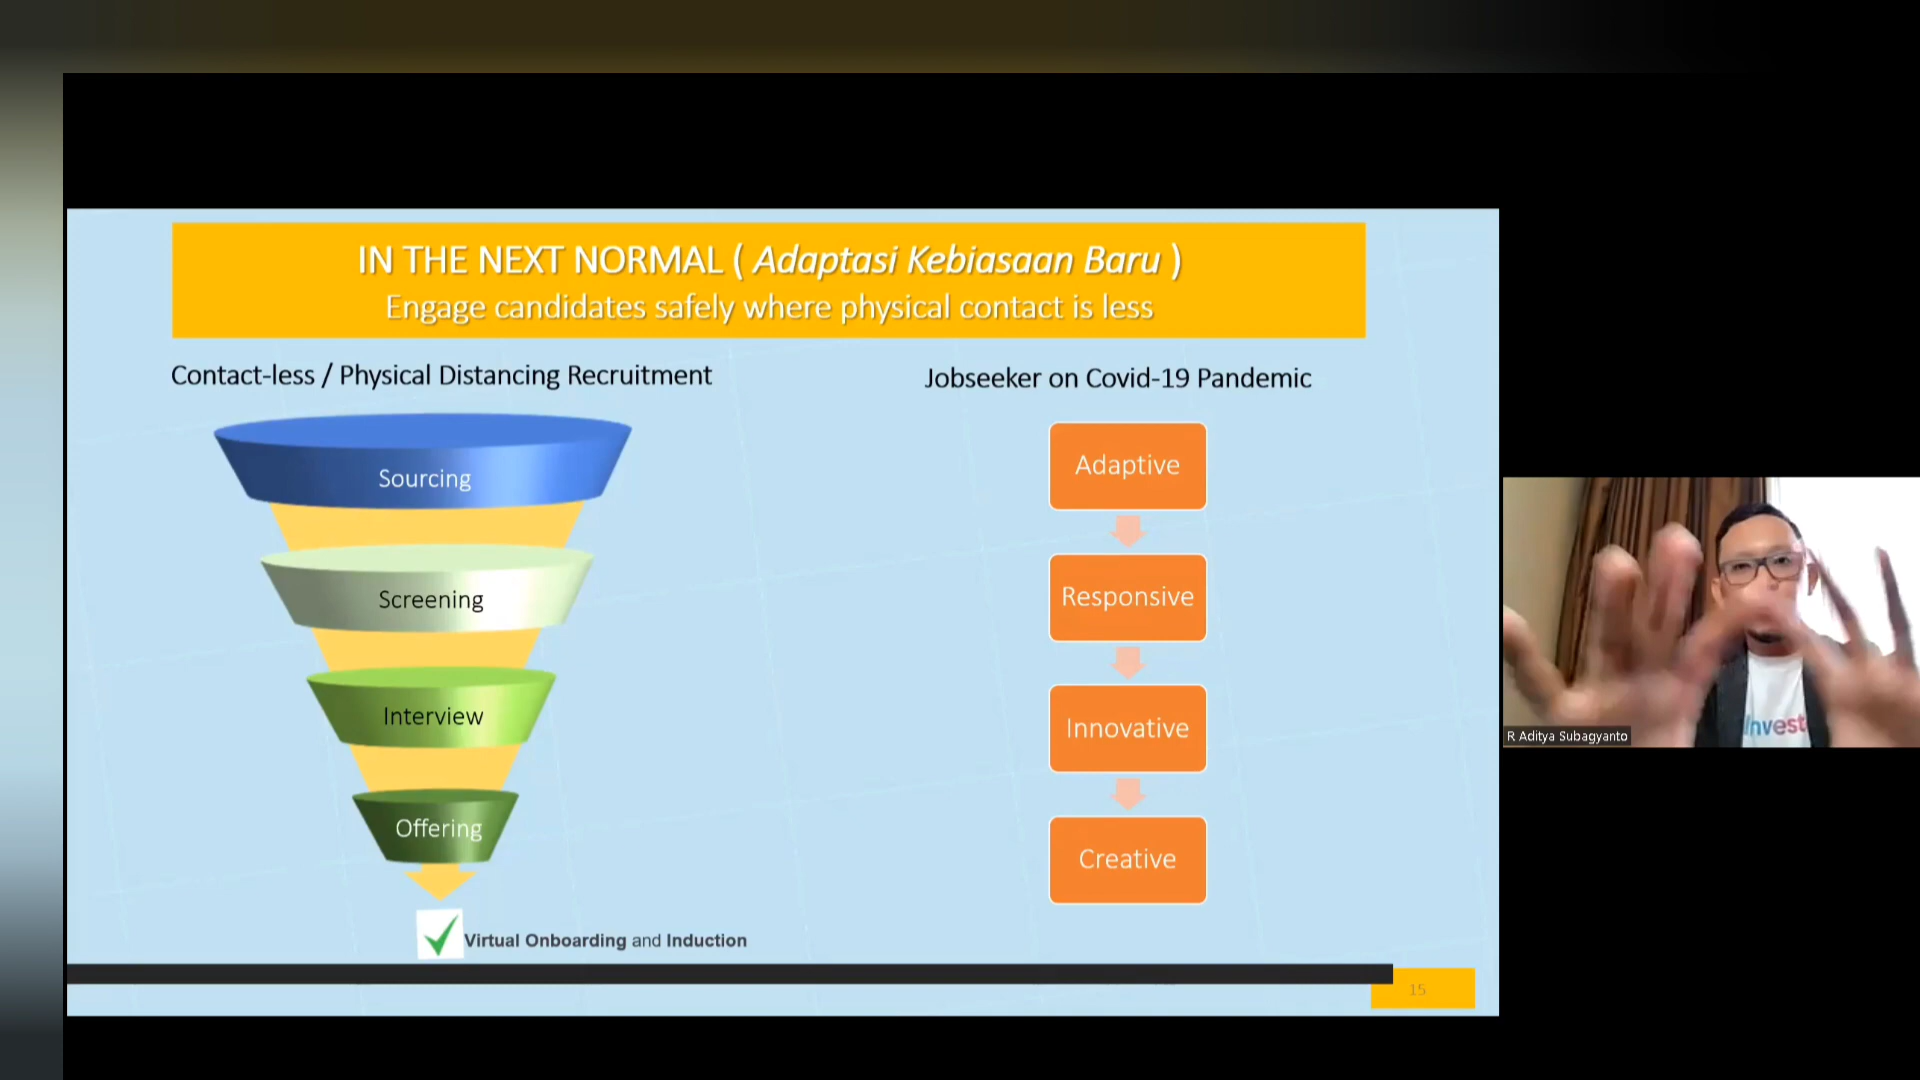 IN THE NEXT NORMAL ( Adaptasi Kebiasaan Baru )
Engage candidates safely where physical contact is less
Contact-less / Physical Distancing Recruitment
Sourcing
Screening
Interview
Offering
Virtual Onboarding and Induction
Jobseeker on Covid-19 Pandemic
Adaptive
Responsive
Innovative
Creative
15
Invest
R Aditya Subagyanto